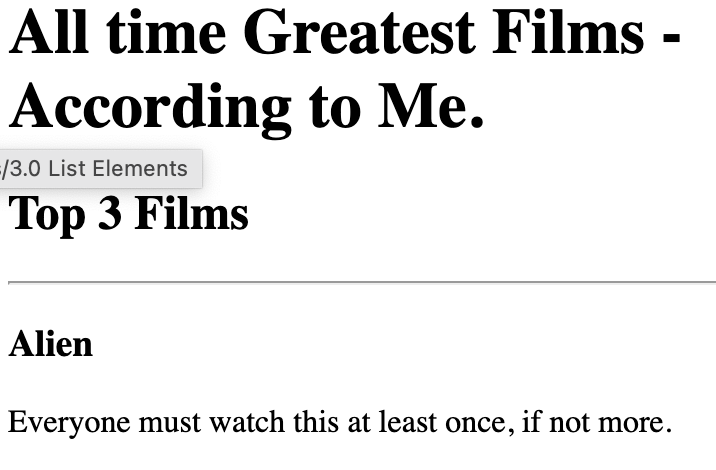 All time Greatest Films -
According to Me.
/3.0 List Elements
Top 3 Films
Alien
Everyone must watch this at least once, if not more.